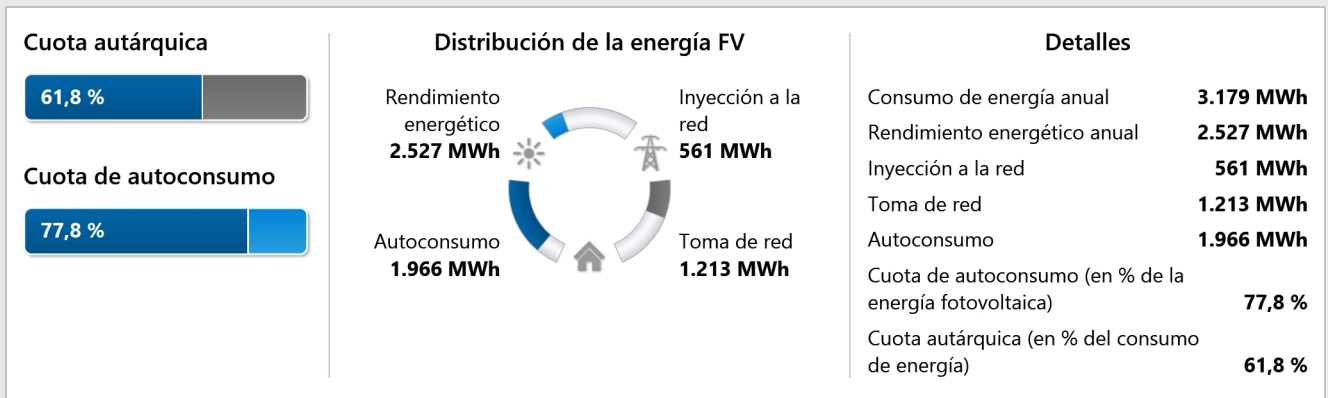 Cuota autárquica
61,8 %
Cuota de autoconsumo
77,8 %
Distribución de la energía FV
Rendimiento
energético
2.527 MWh
Inyección a la
red
561 MWh
Autoconsumo
1.966 MWh
Toma de red
1.213 MWh
Detalles
Consumo de energía anual 3.179 MWh
Rendimiento energético anual 2.527 MWh
Inyección a la red 561 MWh
Toma de red 1.213 MWh
Autoconsumo 1.966 MWh
Cuota de autoconsumo (en % de la
energía fotovoltaica) 77,8 %
Cuota autárquica (en % del consumo
de energía) 61,8 %